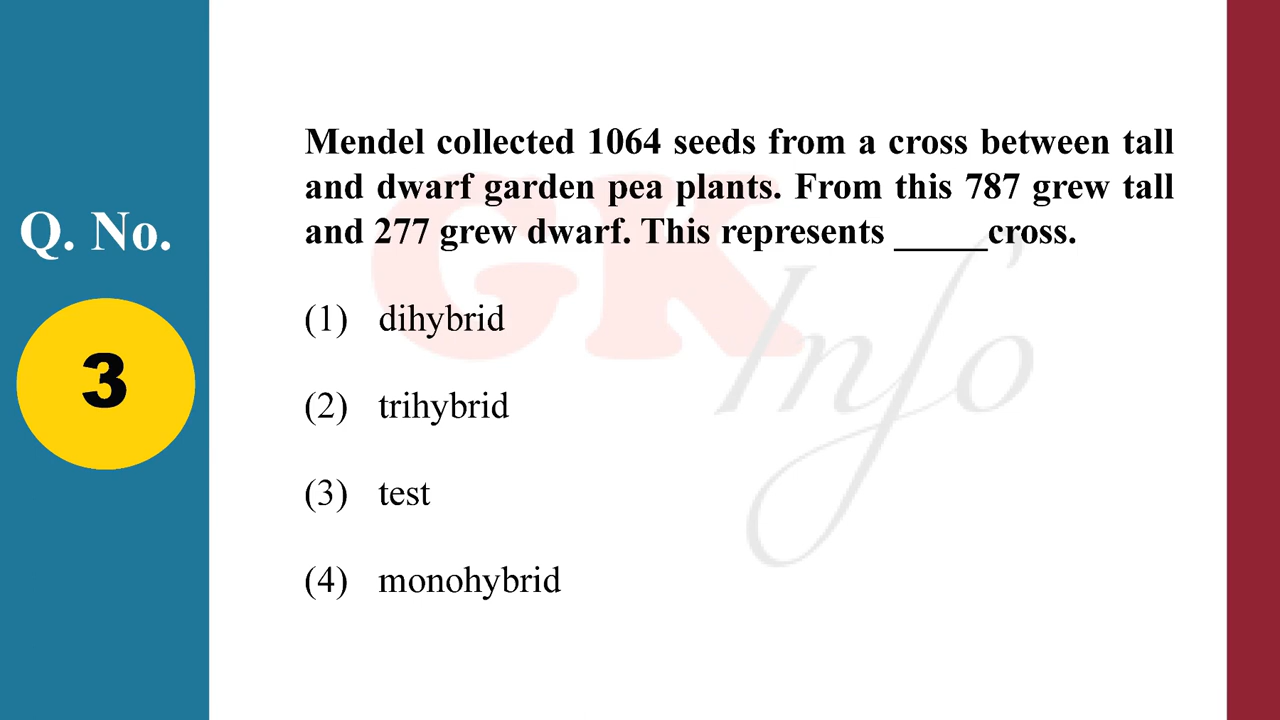 Q. No.
3
Mendel collected 1064 seeds from a cross between tall
and dwarf garden pea plants. From this 787 grew tall
and 277 grew dwarf. This represents _____cross.
(1) dihybrid
(2) trihybrid
(3) test
(4) monohybrid
GK
Info